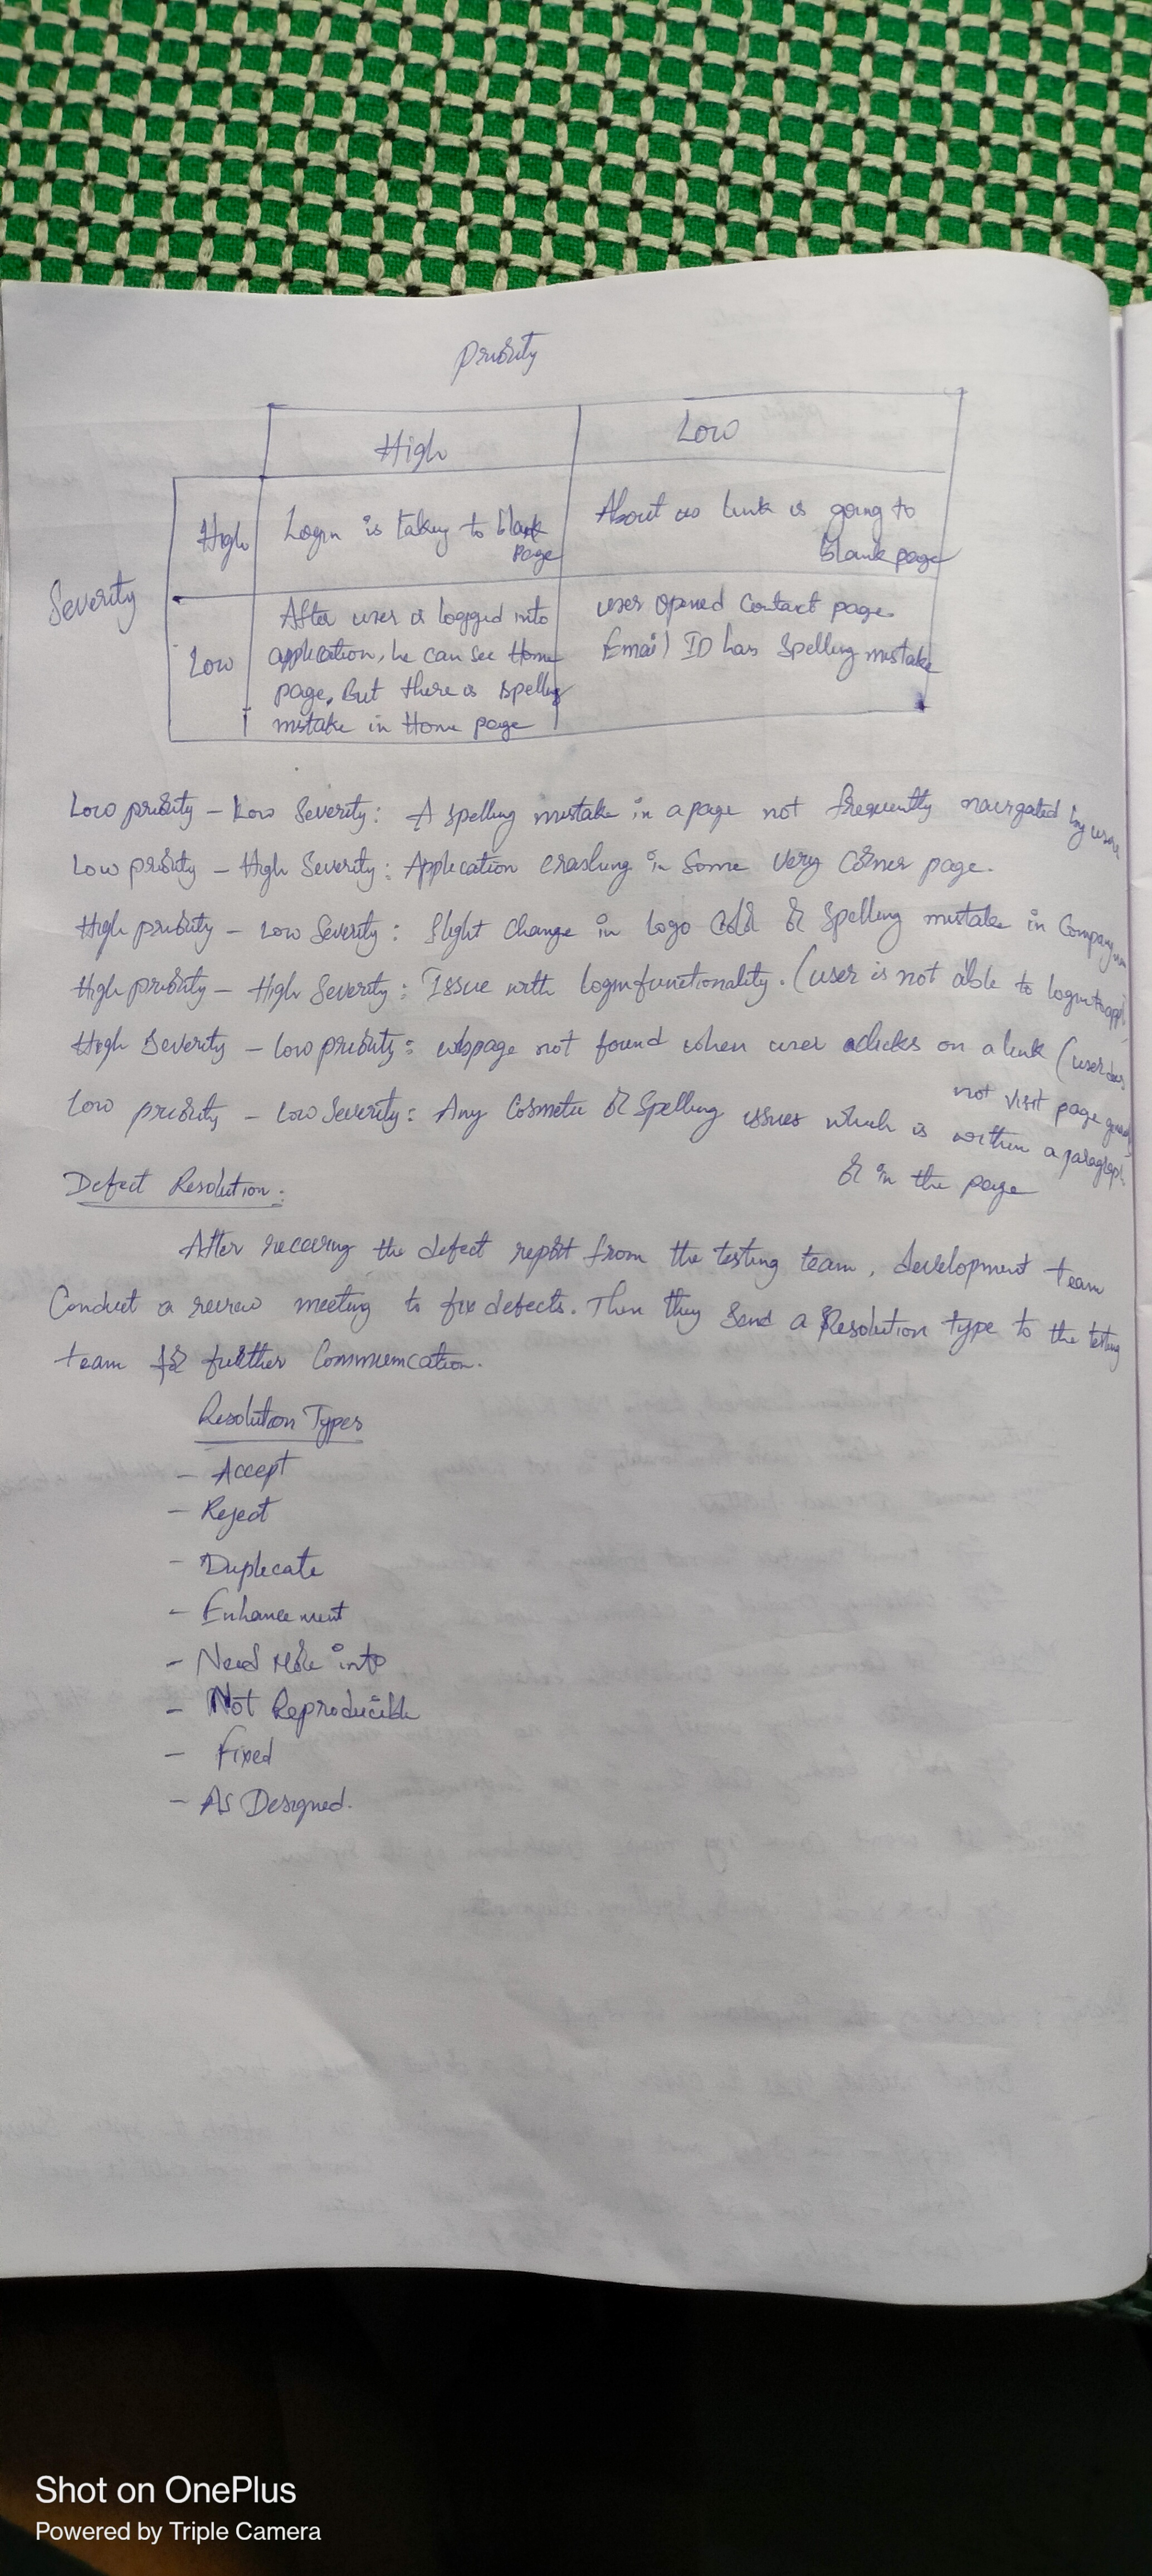 Priority
High Low
Severity
High Login is taking to blank page
About us link is going to blank page
Low After user is logged into
application, he can see Home
page, But there is spelling
mistake in Home page
user opened Contact page
Email ID has Spelling mistake
Low priority – Low Severity: A spelling mistake in a page not frequently navigated by users
Low priority – High Severity: Application crashing in Some Very Corner page.
High priority – Low Severity: Slight Change in logo Color or Spelling mistake in Company
High priority – High Severity: Issue with login functionality. (user is not able to login to appl
High Severity – low priority: webpage not found when user clicks on a link (user does
not visit page
Low priority – Low Severity: Any Cosmetic or Spelling issues which is within a paragraph
or in the page
Defect Resolution:
After receiving the defect report from the testing team, development team
Conduct a review meeting to fix defects. Then they Send a Resolution type to the testing
team for further Communication.
Resolution Types
– Accept
– Reject
– Duplicate
– Enhancement
– Need More info
– Not Reproducible
– Fixed
– As Designed.
Shot on OnePlus
Powered by Triple Camera